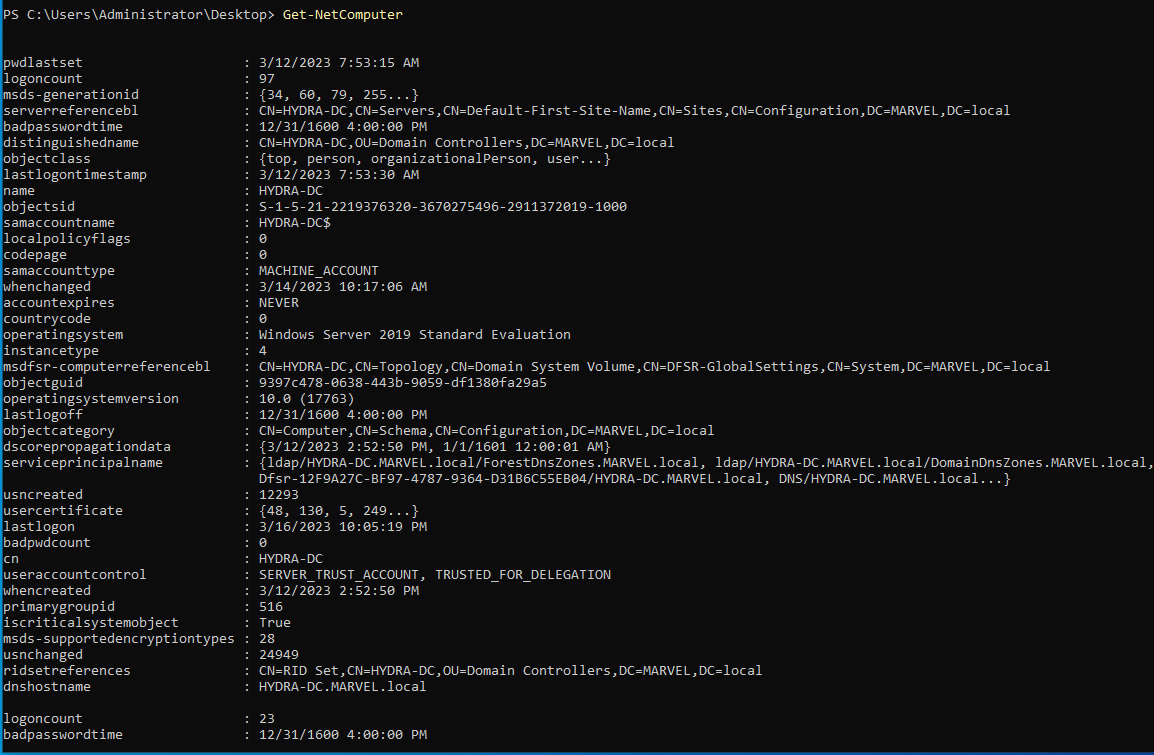 PS C:\Users\Administrator\Desktop> Get-NetComputer
pwdlastset : 3/12/2023 7:53:15 AM
logoncount : 97
msds-generationid : {34, 60, 79, 255...}
serverreferencebl : CN=HYDRA-DC,CN=Servers,CN=Default-First-Site-Name,CN=Sites,CN=Configuration,DC=MARVEL,DC=local
badpasswordtime : 12/31/1600 4:00:00 PM
distinguishedname : CN=HYDRA-DC,OU=Domain Controllers,DC=MARVEL,DC=local
objectclass : {top, person, organizationalPerson, user...}
lastlogontimestamp : 3/12/2023 7:53:30 AM
name : HYDRA-DC
objectsid : S-1-5-21-2219376320-3670275496-2911372019-1000
samaccountname : HYDRA-DC$
localpolicyflags : 0
codepage : 0
samaccounttype : MACHINE_ACCOUNT
whenchanged : 3/14/2023 10:17:06 AM
accountexpires : NEVER
countrycode : 0
operatingsystem : Windows Server 2019 Standard Evaluation
instancetype : 4
msdfsr-computerreferencebl : CN=HYDRA-DC,CN=Topology,CN=Domain System Volume,CN=DFSR-GlobalSettings,CN=System,DC=MARVEL,DC=local
objectguid : 9397c478-0638-443b-9059-df1380fa29a5
operatingsystemversion : 10.0 (17763)
lastlogoff : 12/31/1600 4:00:00 PM
objectcategory : CN=Computer,CN=Schema,CN=Configuration,DC=MARVEL,DC=local
dscorepropagationdata : {3/12/2023 2:52:50 PM, 1/1/1601 12:00:01 AM}
serviceprincipalname : {ldap/HYDRA-DC.MARVEL.local/ForestDnsZones.MARVEL.local, ldap/HYDRA-DC.MARVEL.local/DomainDnsZones.MARVEL.local,
Dfsr-12F9A27C-BF97-4787-9364-D31B6C55EB04/HYDRA-DC.MARVEL.local, DNS/HYDRA-DC.MARVEL.local...}
usncreated : 12293
usercertificate : {48, 130, 5, 249...}
lastlogon : 3/16/2023 10:05:19 PM
badpwdcount : 0
cn : HYDRA-DC
useraccountcontrol : SERVER_TRUST_ACCOUNT, TRUSTED_FOR_DELEGATION
whencreated : 3/12/2023 2:52:50 PM
primarygroupid : 516
iscriticalsystemobject : True
msds-supportedencryptiontypes : 28
usnchanged : 24949
ridsetreferences : CN=RID Set,CN=HYDRA-DC,OU=Domain Controllers,DC=MARVEL,DC=local
dnshostname : HYDRA-DC.MARVEL.local
logoncount : 23
badpasswordtime : 12/31/1600 4:00:00 PM